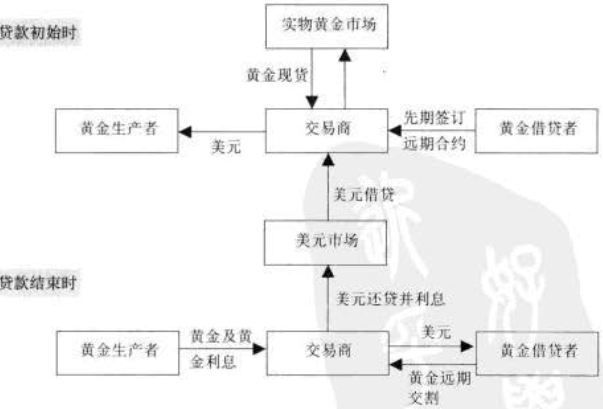 贷款初始时
实物黄金市场
黄金现货
黄金生产者
美元
交易商
先期签订
远期合约
黄金借贷者
美元借贷
美元市场
贷款结束时
美元还贷并利息
黄金生产者
黄金及黄
金利息
交易商
美元
黄金远期
交割
黄金借贷者